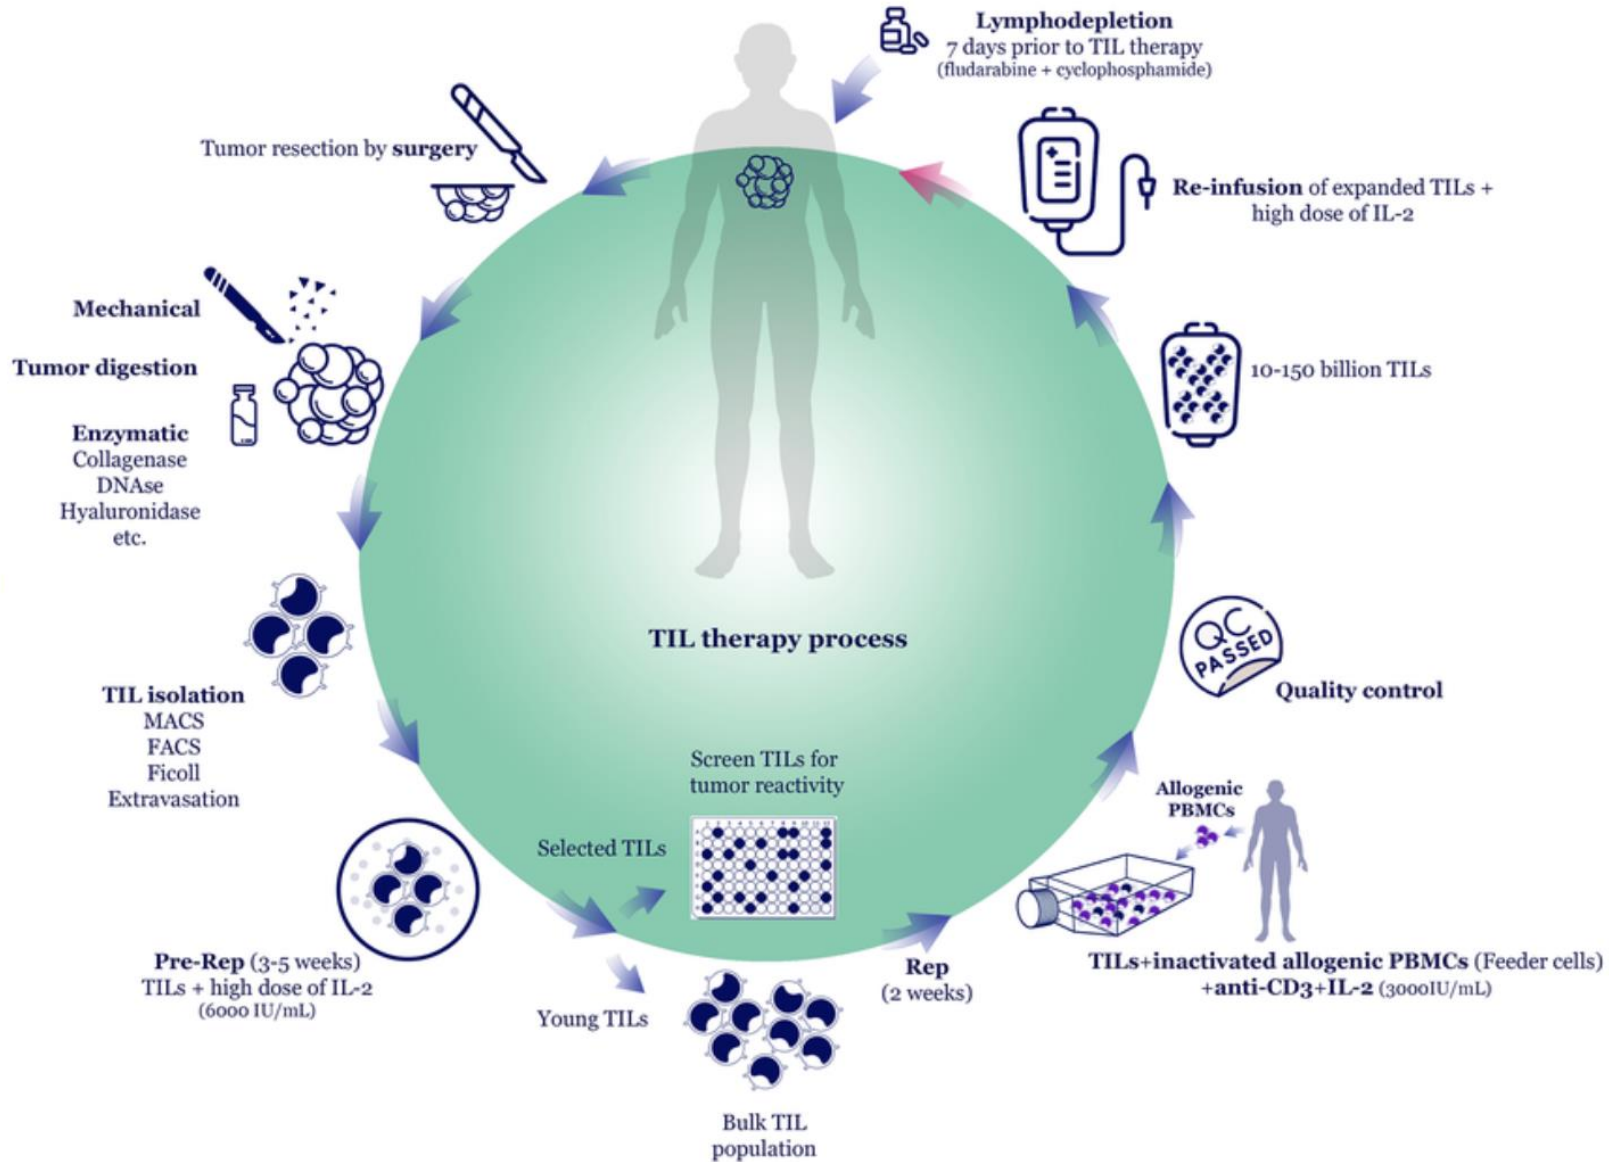 Lymphodepletion
7 days prior to TIL therapy
(fludarabine + cyclophosphamide)
Tumor resection by surgery
Re-infusion of expanded TILs +
high dose of IL-2
Mechanical
Tumor digestion
Enzymatic
Collagenase
DNAse
Hyaluronidase
etc.
10-150 billion TILs
TIL therapy process
QC
PASSED
Quality control
TIL isolation
MACS
FACS
Ficoll
Extravasation
Screen TILs for
tumor reactivity
Selected TILs
Allogenic
PBMCs
Pre-Rep (3-5 weeks)
TILs + high dose of IL-2
(6000 IU/mL)
Young TILs
Rep
(2 weeks)
TILs+inactivated allogenic PBMCs (Feeder cells)
+anti-CD3+IL-2 (3000IU/mL)
Bulk TIL
population